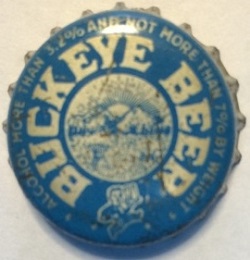 ALCOHOL MORE THAN 3.2% AND NOT MORE THAN 7% BY WEIGHT
BUCKEYE BEER